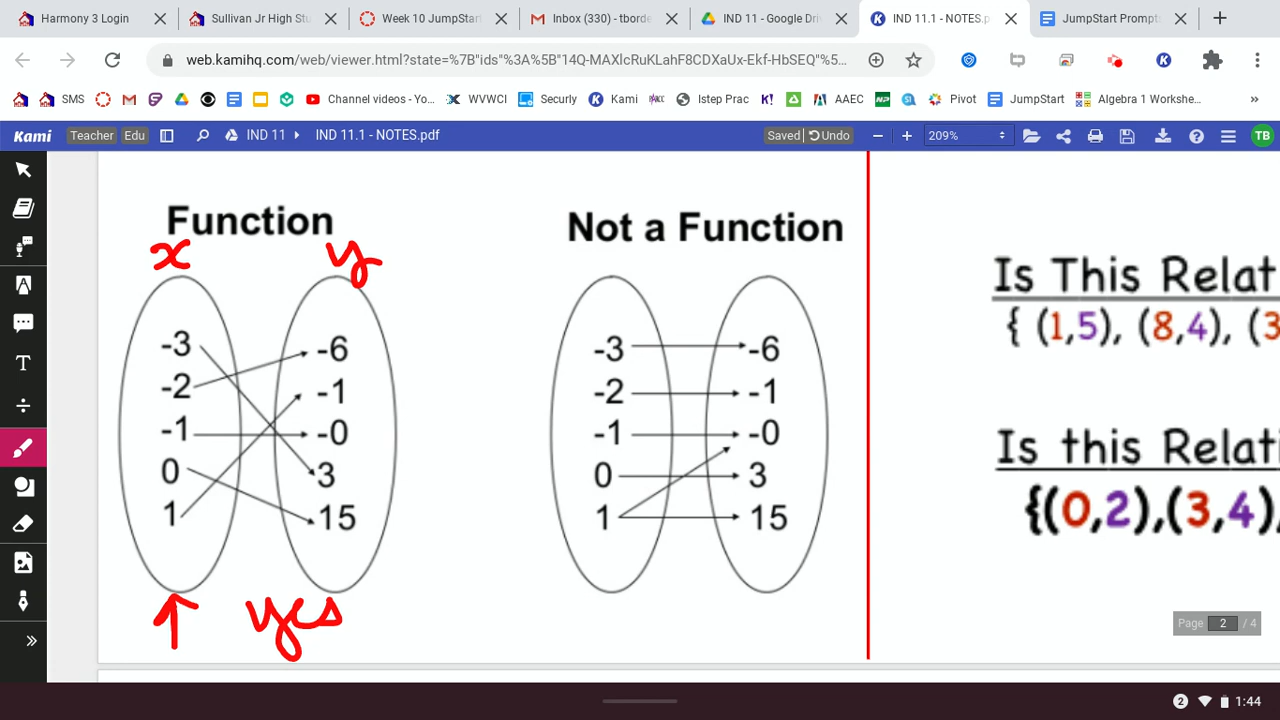 Harmony 3 Login
Sullivan Jr High Stu
Week 10 JumpStart
Inbox (330) - tborde
IND 11 - Google Driv
IND 11.1 - NOTES.p
JumpStart Prompt
web.kamihq.com/web/viewer.html?state=%7B"ids"%3A%5B"14Q-MAXlcRuKLahF8CDXaUx-Ekf-HbSEQ"%5...
SMS
Channel videos - Yo...
WVWCI
Securly
Kami
Istep Prac
K!
AAEC
NP
Pivot
JumpStart
Algebra 1 Workshe...
»
Kami
Teacher
Edu
IND 11
IND 11.1 - NOTES.pdf
Saved
Undo
209%
TB
Function
Not a Function
x y
-3 -6
-2 -1
-1 -0
0 3
1 15
yes
-3 -6
-2 -1
-1 -0
0 3
1 15
Is This Relat
{ (1,5), (8,4), (3
Is this Relati
{(0,2),(3,4),
Page 2 / 4
2
1:44